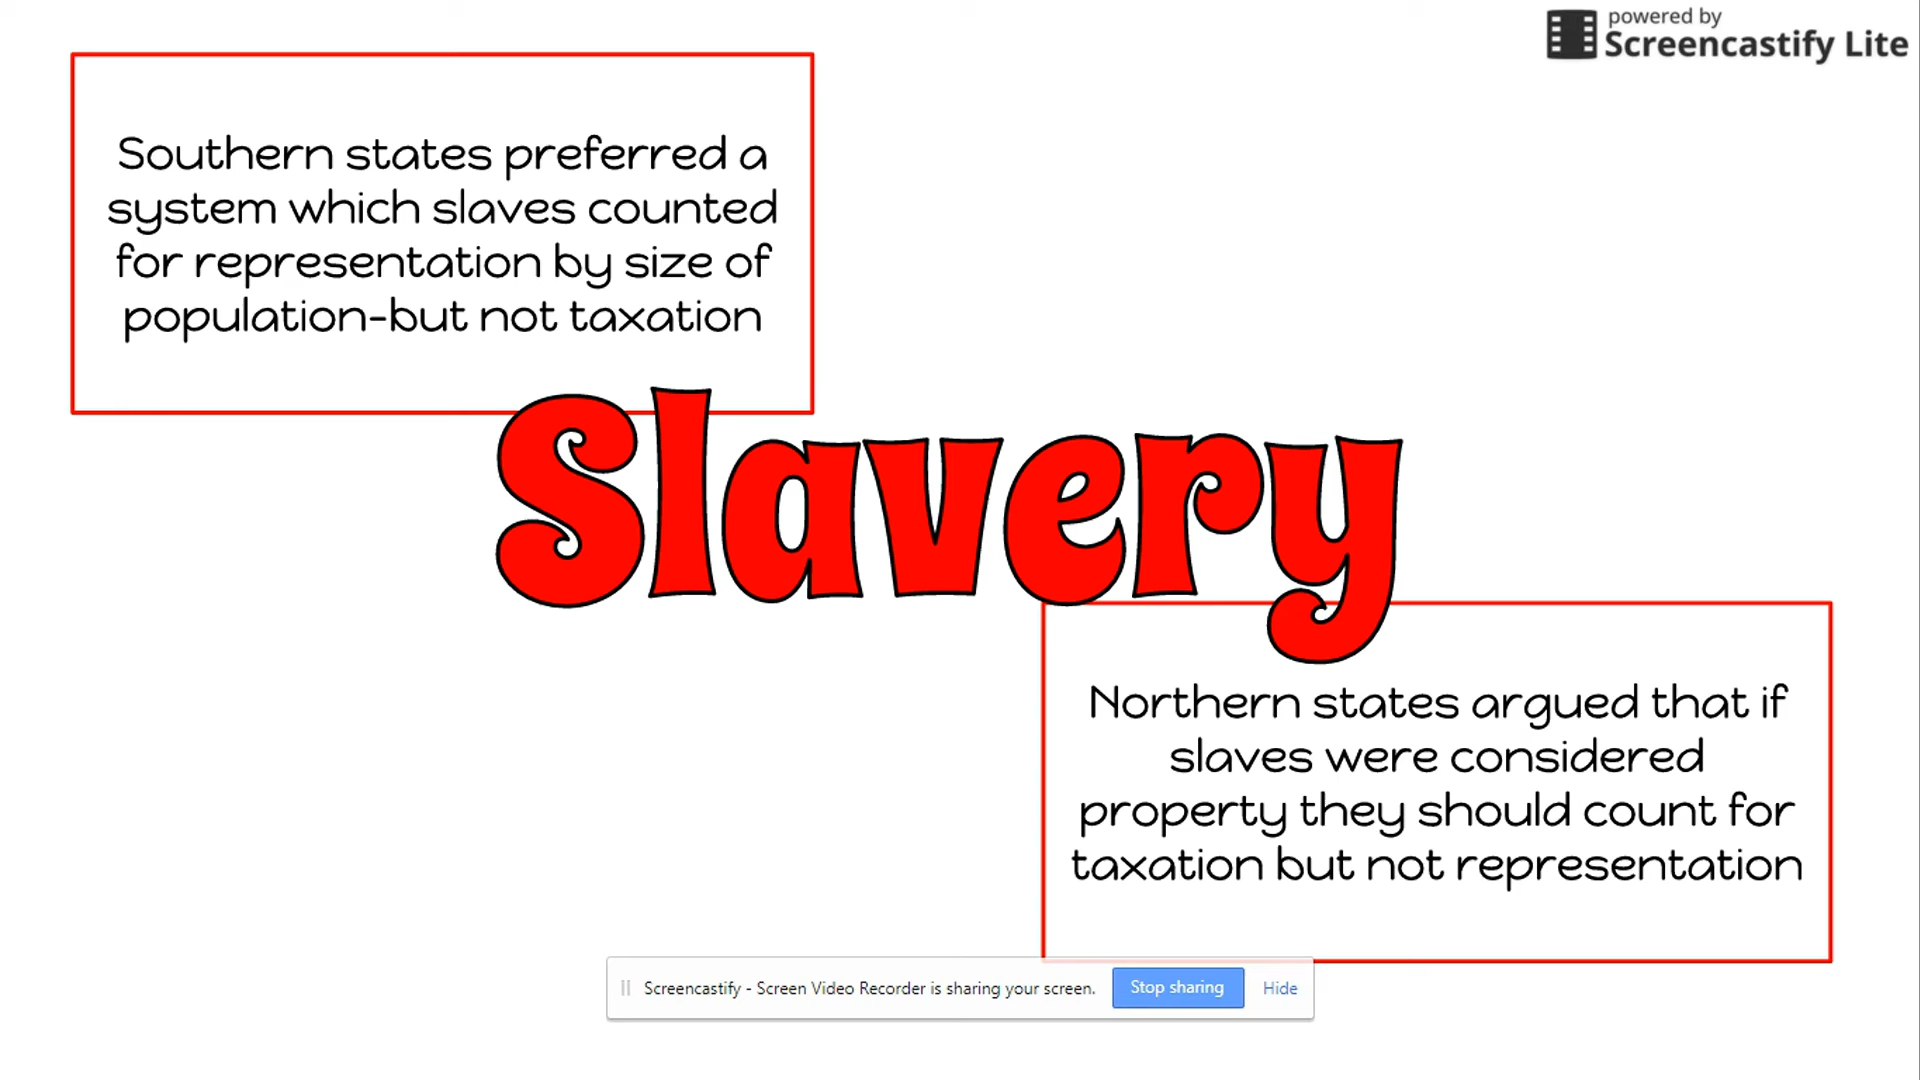 powered by
Screencastify Lite
Southern states preferred a
system which slaves counted
for representation by size of
population-but not taxation
Slavery
Northern states argued that if
slaves were considered
property they should count for
taxation but not representation
Screencastify - Screen Video Recorder is sharing your screen. Stop sharing Hide